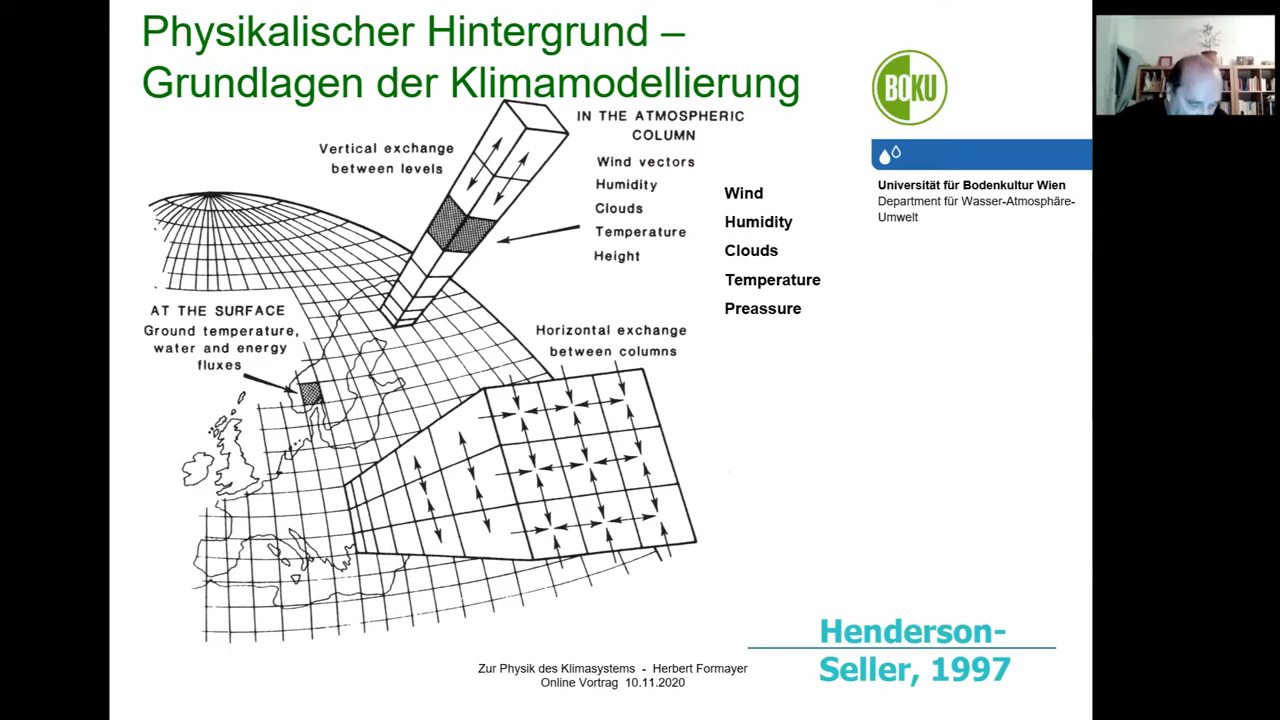 Physikalischer Hintergrund –
Grundlagen der Klimamodellierung
BOKU
Universität für Bodenkultur Wien
Department für Wasser-Atmosphäre-
Umwelt
IN THE ATMOSPHERIC
COLUMN
Wind vectors
Humidity
Clouds
Temperature
Height
Vertical exchange
between levels
Wind
Humidity
Clouds
Temperature
Preassure
AT THE SURFACE
Ground temperature,
water and energy
fluxes
Horizontal exchange
between columns
Henderson-
Seller, 1997
Zur Physik des Klimasystems - Herbert Formayer
Online Vortrag 10.11.2020